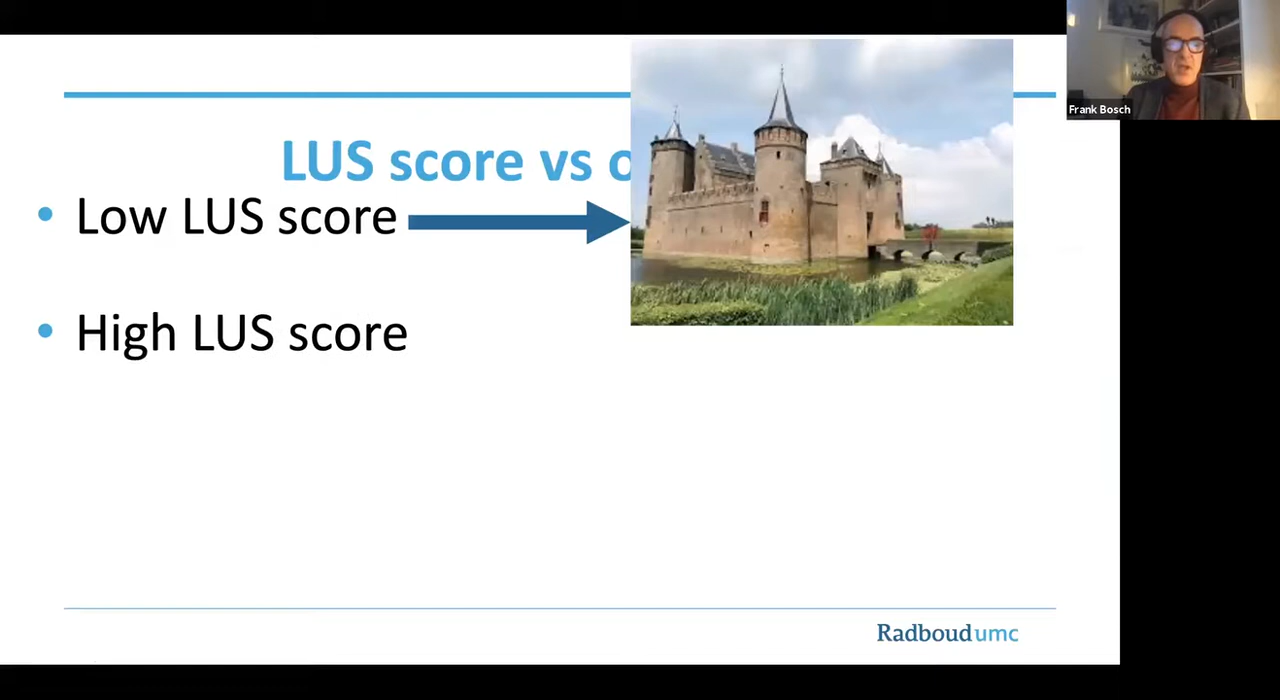 Frank Bosch
LUS score vs
• Low LUS score
• High LUS score
Radboudumc